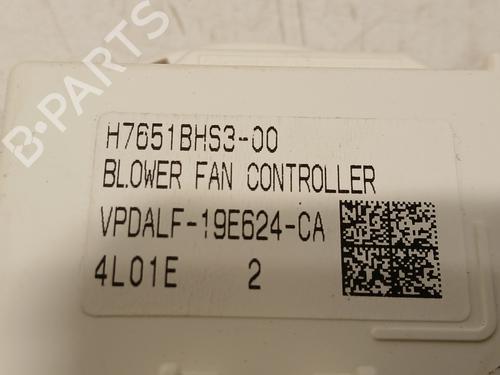 H7651BHS3-00
BLOWER FAN CONTROLLER
VPDALF-19E624-CA
4L01E 2
B-PARTS